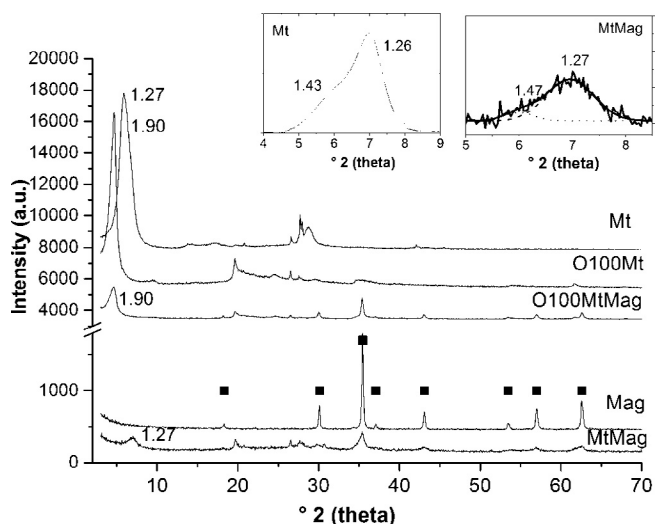 Mt
1.26
1.43
4 5 6 7 8 9
° 2 (theta)
MtMag
1.27
1.47
5 6 7 8
° 2 (theta)
20000
18000
16000
14000
12000
10000
8000
6000
4000
1000
0
Intensity (a.u.)
1.27
1.90
Mt
O100Mt
1.90
O100MtMag
Mag
1.27
MtMag
10 20 30 40 50 60 70
° 2 (theta)